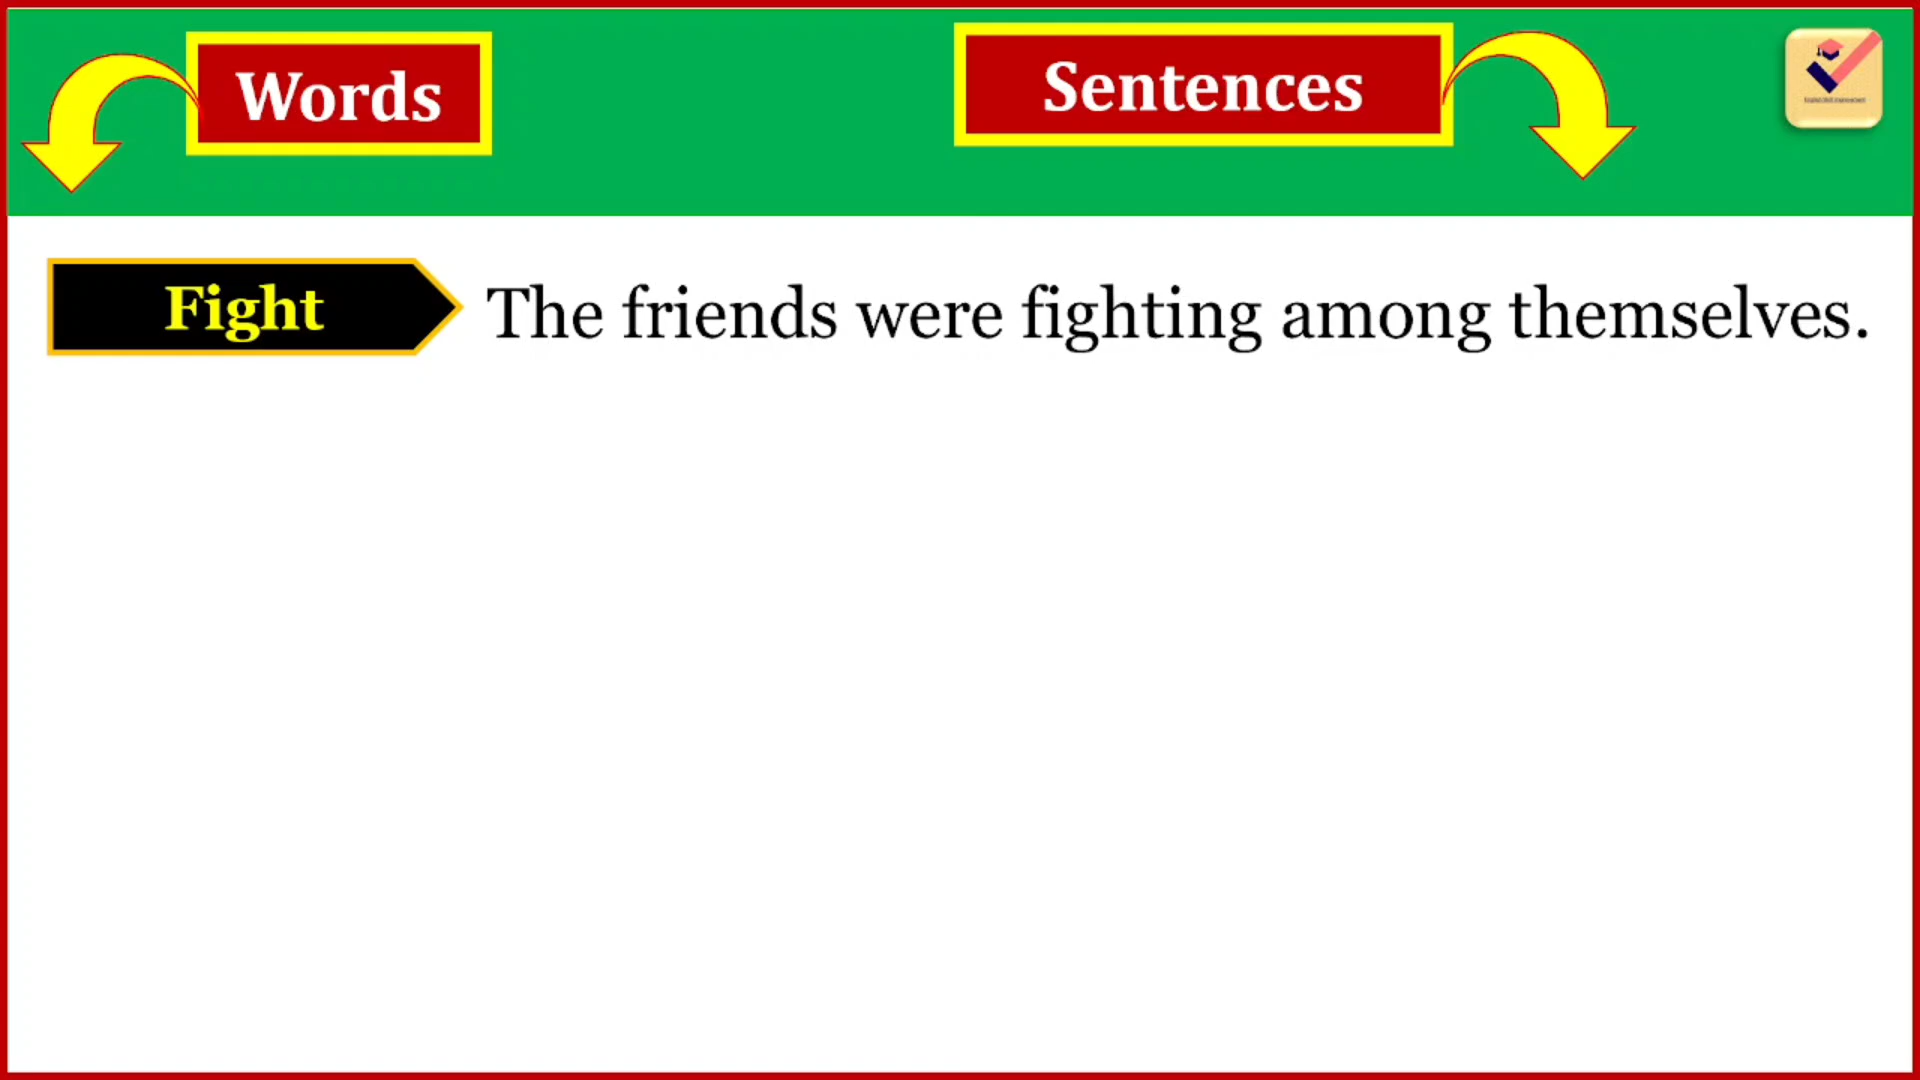 Words
Sentences
Fight
The friends were fighting among themselves.